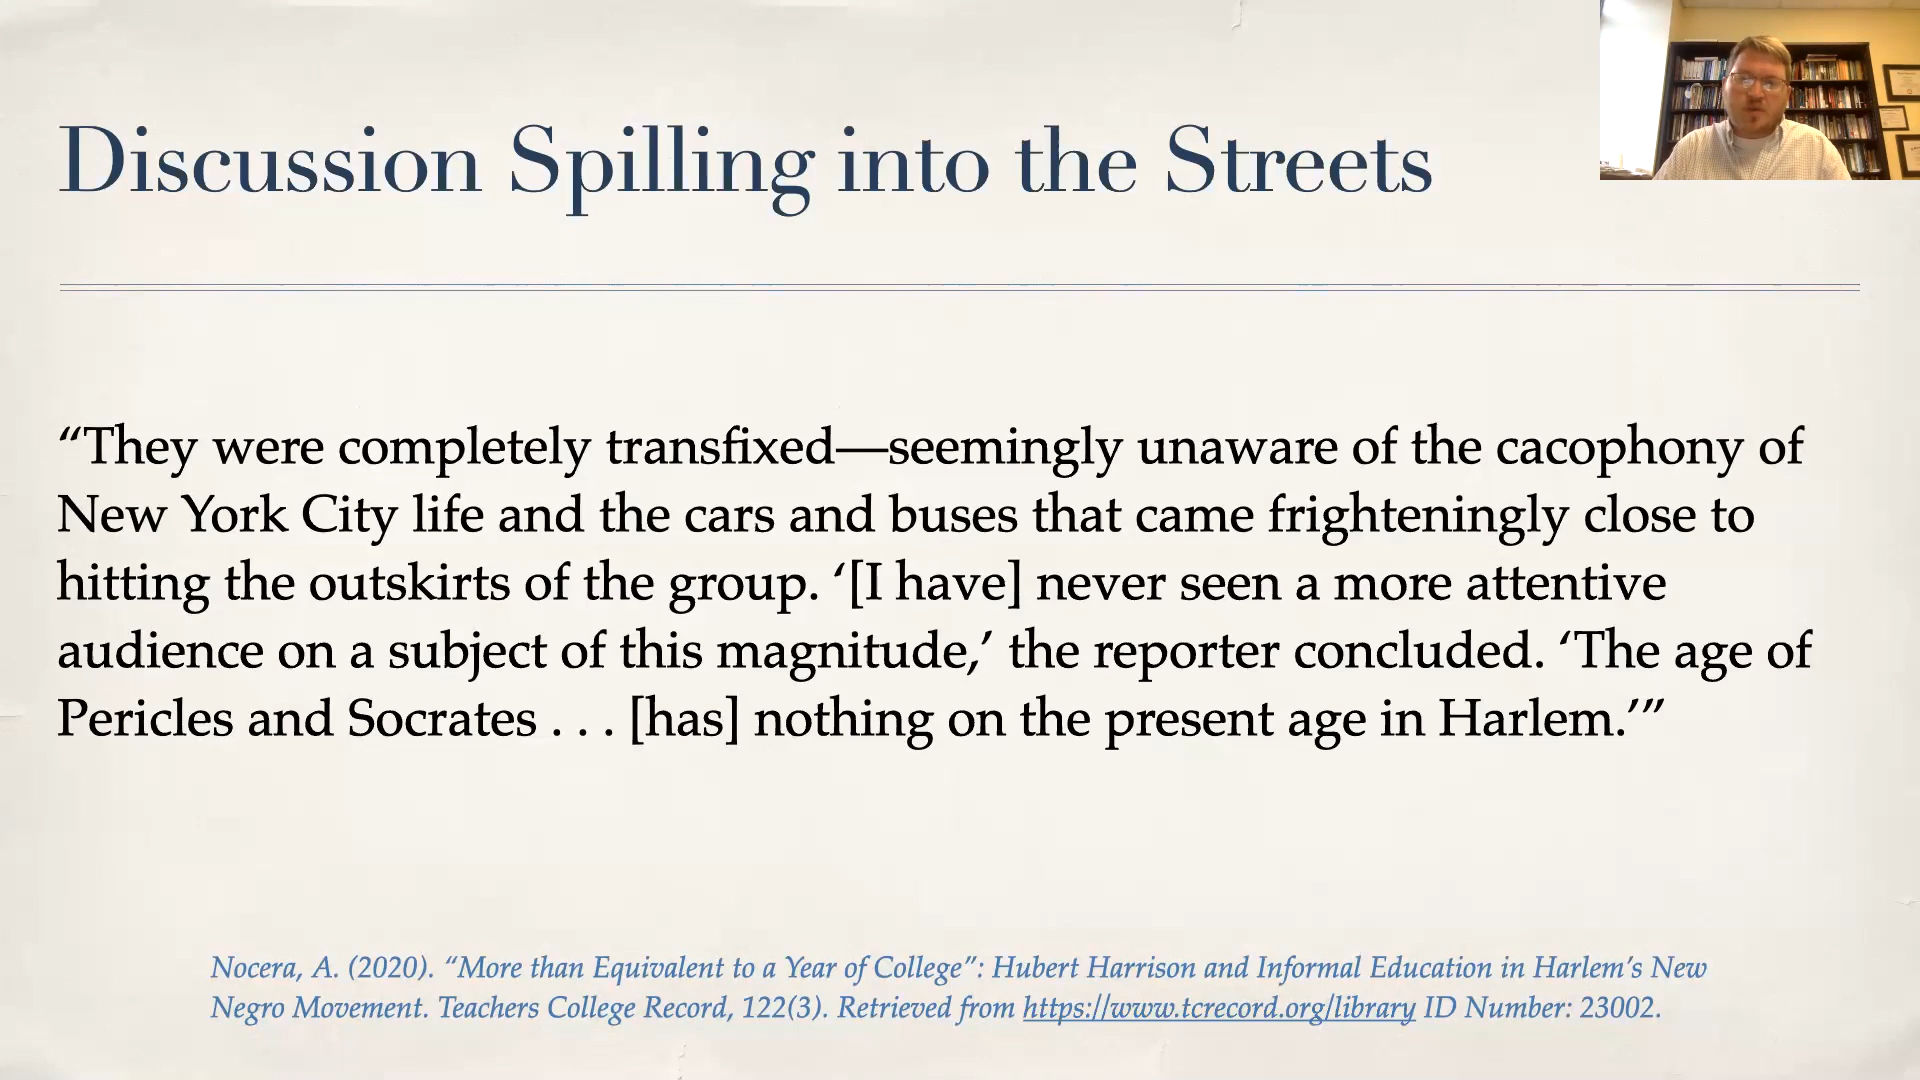 Discussion Spilling into the Streets
“They were completely transfixed—seemingly unaware of the cacophony of
New York City life and the cars and buses that came frighteningly close to
hitting the outskirts of the group. ‘[I have] never seen a more attentive
audience on a subject of this magnitude,’ the reporter concluded. ‘The age of
Pericles and Socrates . . . [has] nothing on the present age in Harlem.’”
Nocera, A. (2020). “More than Equivalent to a Year of College”: Hubert Harrison and Informal Education in Harlem’s New
Negro Movement. Teachers College Record, 122(3). Retrieved from https://www.tcrecord.org/library ID Number: 23002.